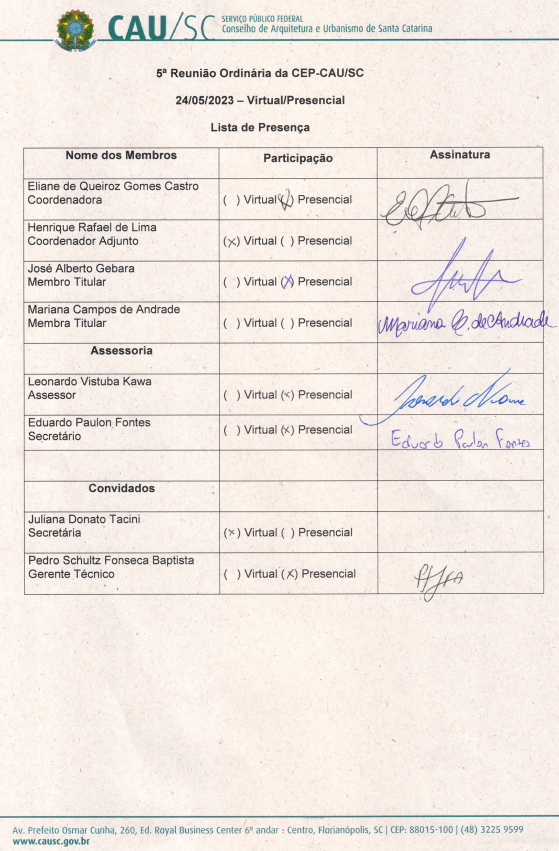 CAU/SC
SERVIÇO PÚBLICO FEDERAL
Conselho de Arquitetura e Urbanismo de Santa Catarina
5ª Reunião Ordinária da CEP-CAU/SC
24/05/2023 – Virtual/Presencial
Lista de Presença
Nome dos Membros Participação Assinatura
Eliane de Queiroz Gomes Castro
Coordenadora ( ) Virtual (X) Presencial
Henrique Rafael de Lima
Coordenador Adjunto (X) Virtual ( ) Presencial
José Alberto Gebara
Membro Titular ( ) Virtual (X) Presencial
Mariana Campos de Andrade
Membra Titular ( ) Virtual ( ) Presencial Mariana C. de Andrade
Assessoria
Leonardo Vistuba Kawa
Assessor ( ) Virtual (X) Presencial
Eduardo Paulon Fontes
Secretário ( ) Virtual (X) Presencial Eduardo Paulon Fontes
Convidados
Juliana Donato Tacini
Secretária (X) Virtual ( ) Presencial
Pedro Schultz Fonseca Baptista
Gerente Técnico ( ) Virtual (X) Presencial
Av. Prefeito Osmar Cunha, 260, Ed. Royal Business Center 6º andar : Centro, Florianópolis, SC | CEP: 88015-100 | (48) 3225 9599
www.causc.gov.br